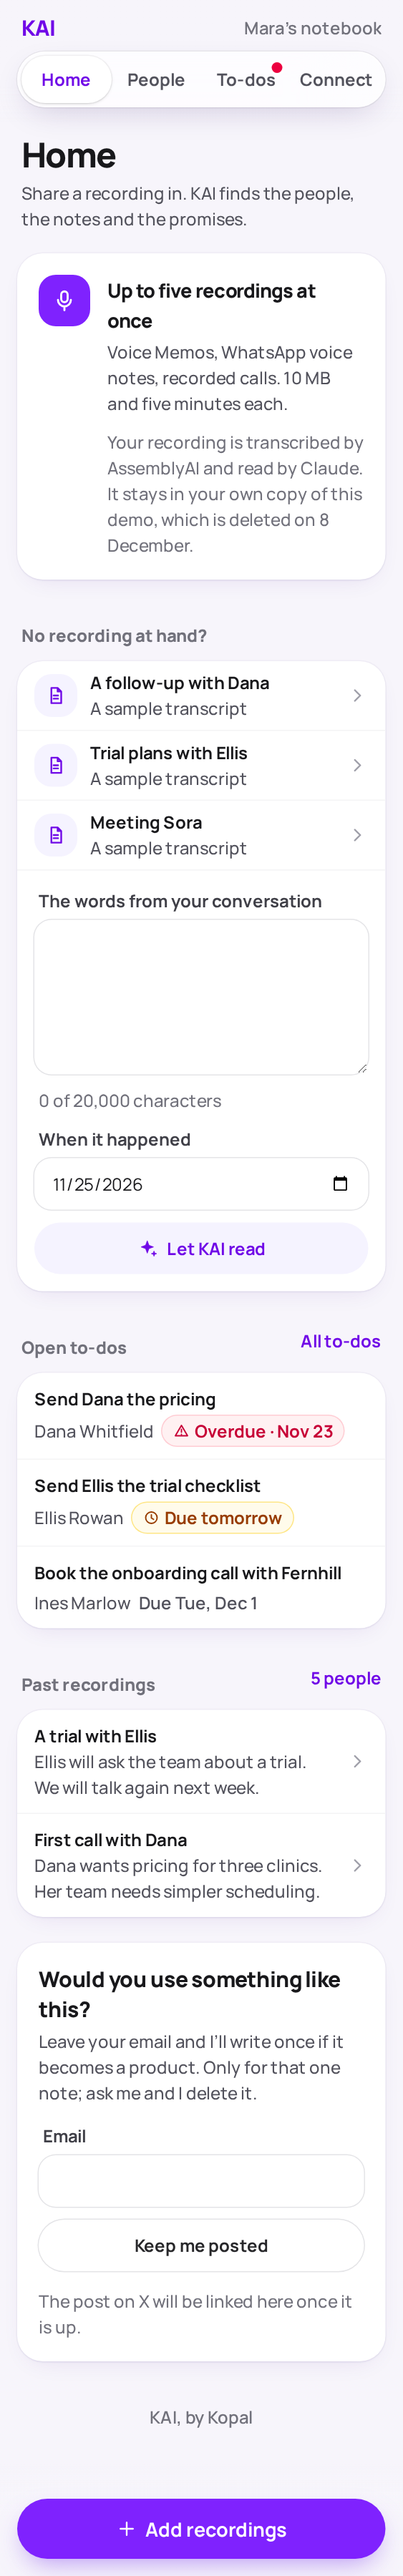 KAI
Mara's notebook
Home
People
To-dos
Connect
Home
Share a recording in. KAI finds the people,
the notes and the promises.
Up to five recordings at
once
Voice Memos, WhatsApp voice
notes, recorded calls. 10 MB
and five minutes each.
Your recording is transcribed by
AssemblyAI and read by Claude.
It stays in your own copy of this
demo, which is deleted on 8
December.
No recording at hand?
A follow-up with Dana
A sample transcript
Trial plans with Ellis
A sample transcript
Meeting Sora
A sample transcript
The words from your conversation
0 of 20,000 characters
When it happened
11/25/2026
Let KAI read
Open to-dos
All to-dos
Send Dana the pricing
Dana Whitfield Overdue · Nov 23
Send Ellis the trial checklist
Ellis Rowan Due tomorrow
Book the onboarding call with Fernhill
Ines Marlow Due Tue, Dec 1
Past recordings
5 people
A trial with Ellis
Ellis will ask the team about a trial.
We will talk again next week.
First call with Dana
Dana wants pricing for three clinics.
Her team needs simpler scheduling.
Would you use something like
this?
Leave your email and I'll write once if it
becomes a product. Only for that one
note; ask me and I delete it.
Email
Keep me posted
The post on X will be linked here once it
is up.
KAI, by Kopal
Add recordings